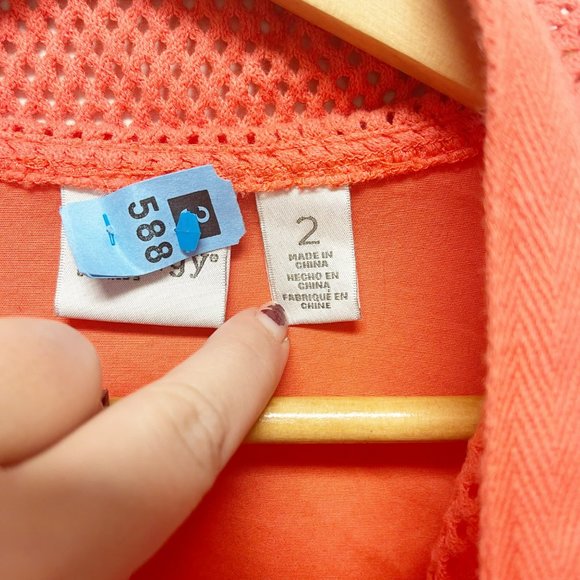 588
2
MADE IN
CHINA
HECHO EN
CHINA
FABRIQUÉ EN
CHINE